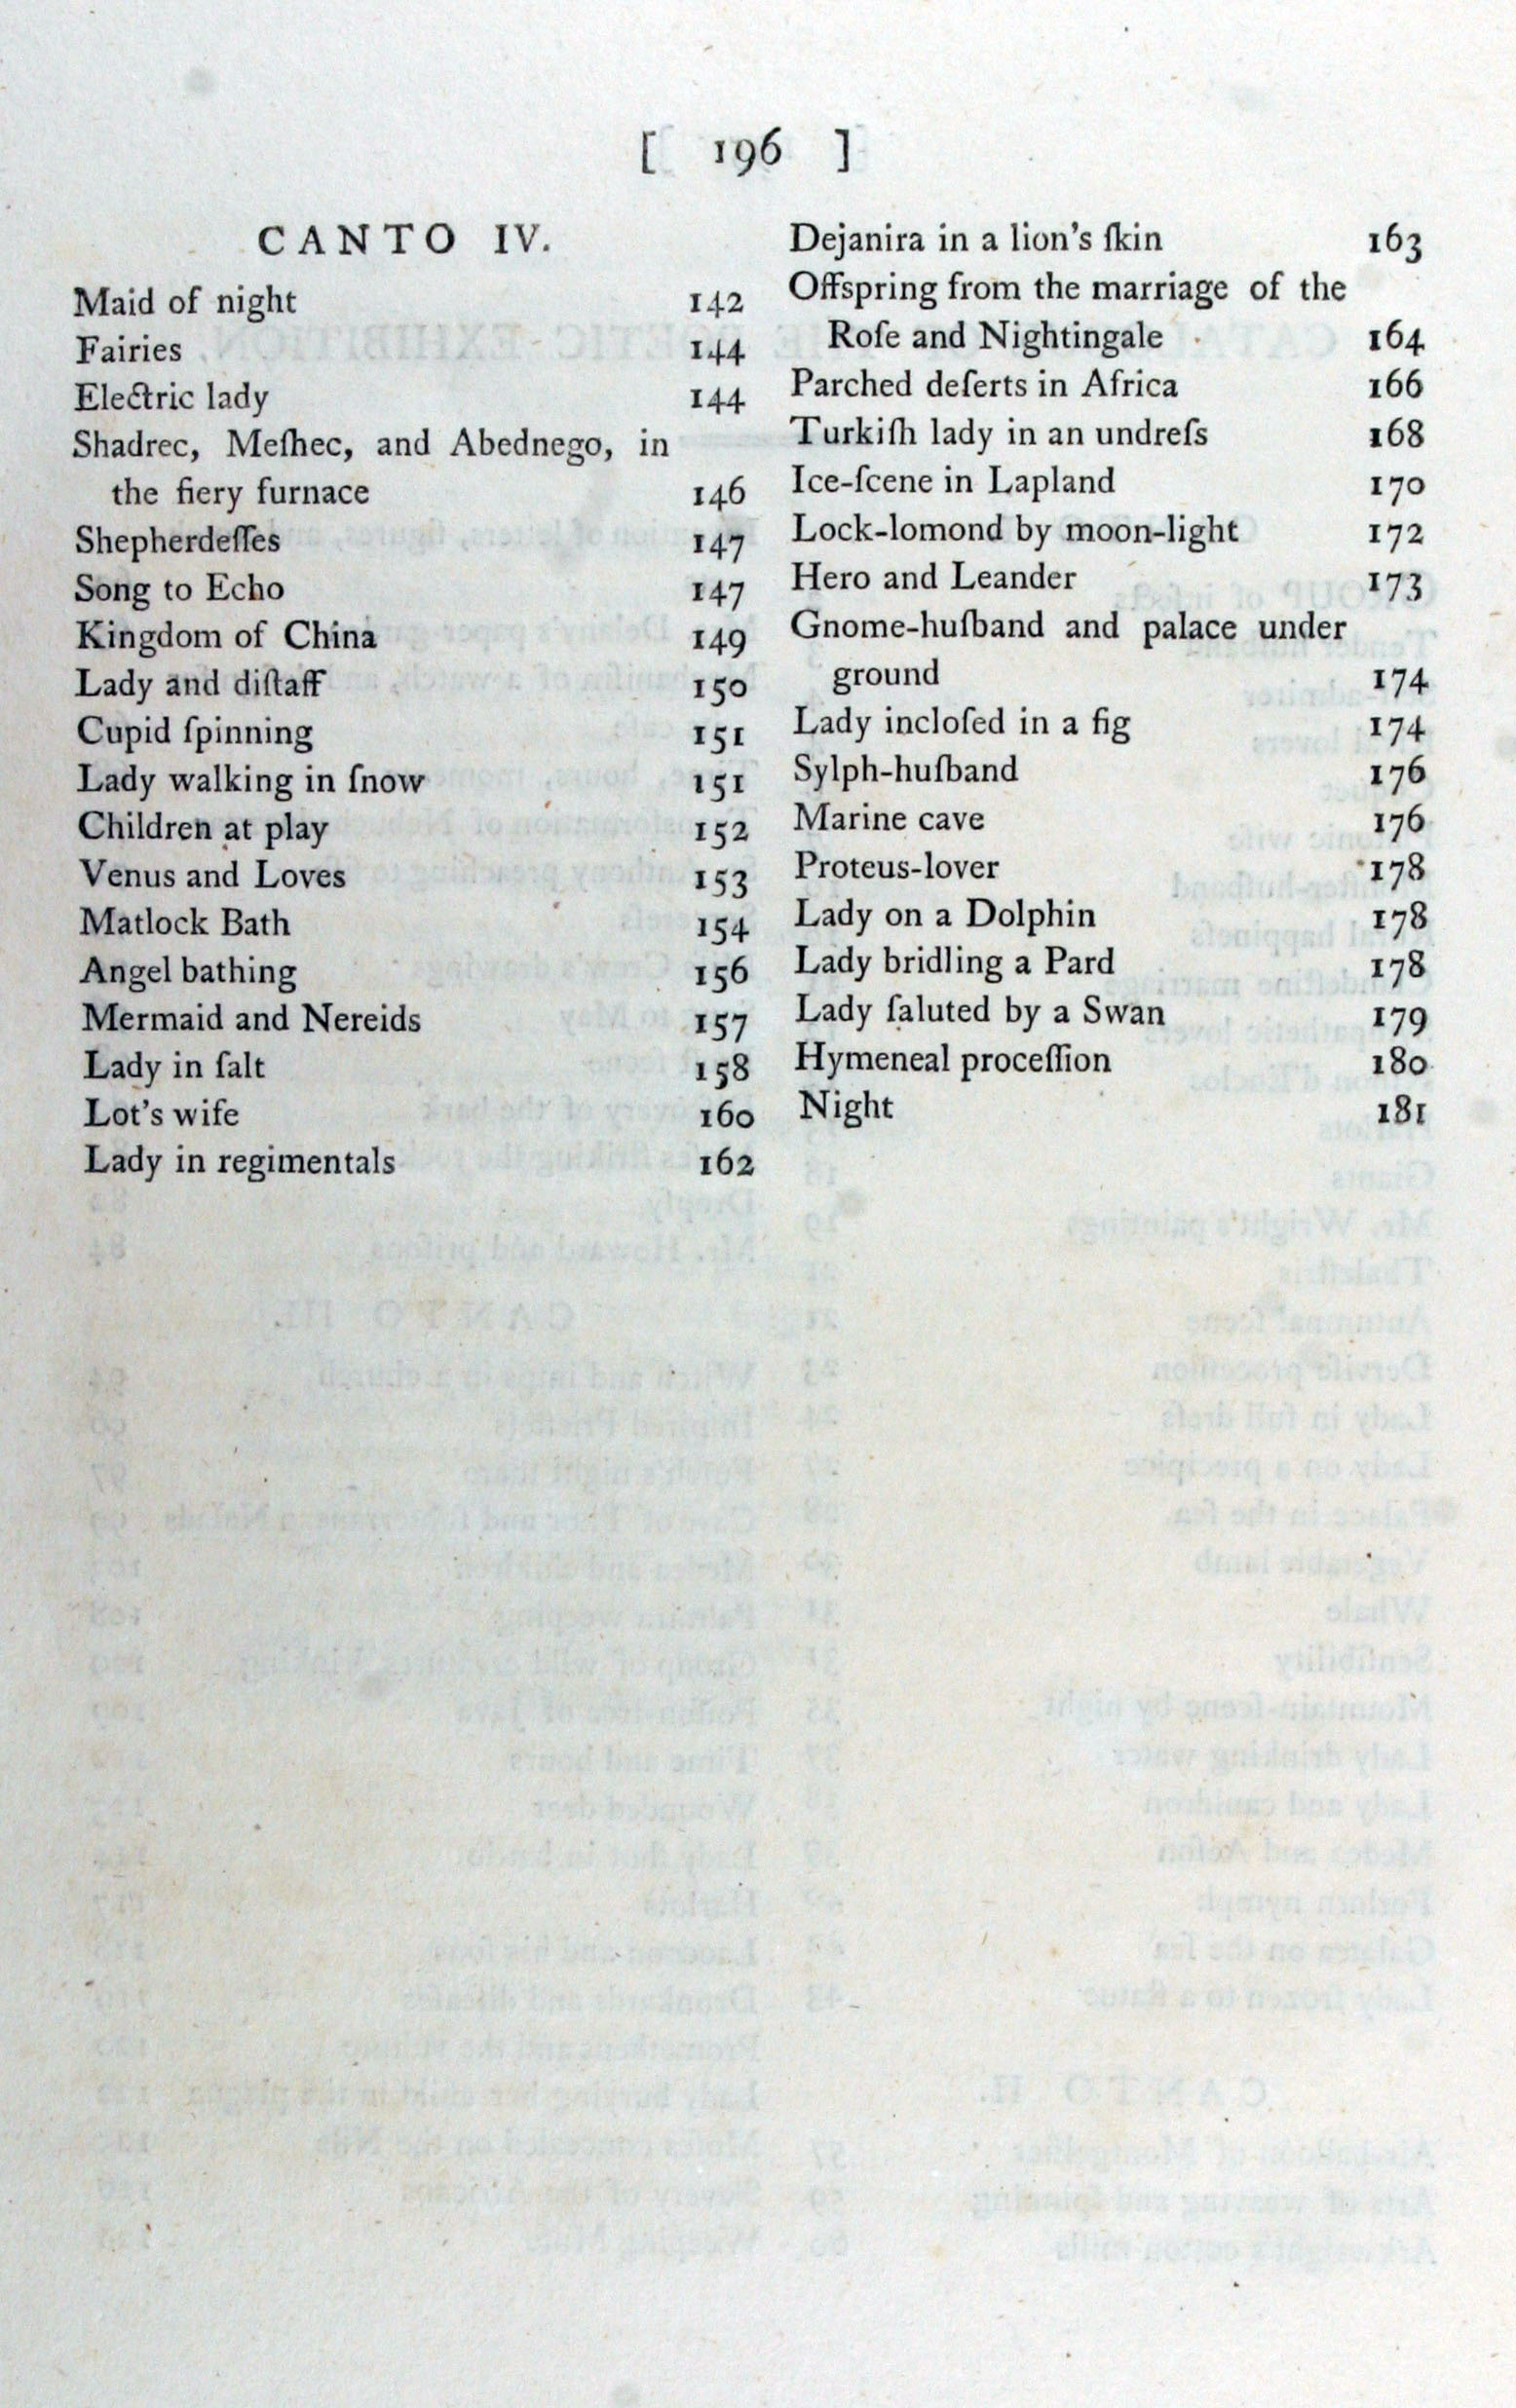 [ 196 ]
CANTO IV.
Maid of night 142
Fairies 144
Electric lady 144
Shadrec, Meſhec, and Abednego, in
the fiery furnace 146
Shepherdeſſes 147
Song to Echo 147
Kingdom of China 149
Lady and diſtaff 150
Cupid ſpinning 151
Lady walking in ſnow 151
Children at play 152
Venus and Loves 153
Matlock Bath 154
Angel bathing 156
Mermaid and Nereids 157
Lady in ſalt 158
Lot's wife 160
Lady in regimentals 162
Dejanira in a lion's ſkin 163
Offspring from the marriage of the
Roſe and Nightingale 164
Parched deſerts in Africa 166
Turkiſh lady in an undreſs 168
Ice-ſcene in Lapland 170
Lock-lomond by moon-light 172
Hero and Leander 173
Gnome-huſband and palace under
ground 174
Lady incloſed in a fig 174
Sylph-huſband 176
Marine cave 176
Proteus-lover 178
Lady on a Dolphin 178
Lady bridling a Pard 178
Lady ſaluted by a Swan 179
Hymeneal proceſſion 180
Night 181